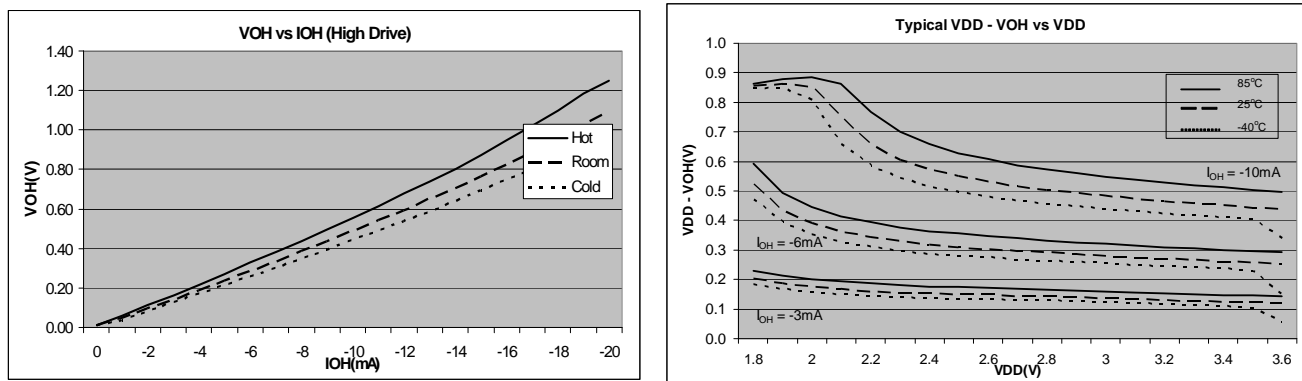 VOH vs IOH (High Drive)
1.40
1.20
1.00
0.80
0.60
0.40
0.20
0.00
VOH(V)
0 -2 -4 -6 -8 -10 -12 -14 -16 -18 -20
IOH(mA)
Hot
Room
Cold
Typical VDD - VOH vs VDD
1.0
0.9
0.8
0.7
0.6
0.5
0.4
0.3
0.2
0.1
0.0
VDD - VOH(V)
85°C
25°C
-40°C
IOH = -10mA
IOH = -6mA
IOH = -3mA
1.8 2 2.2 2.4 2.6 2.8 3 3.2 3.4 3.6
VDD(V)